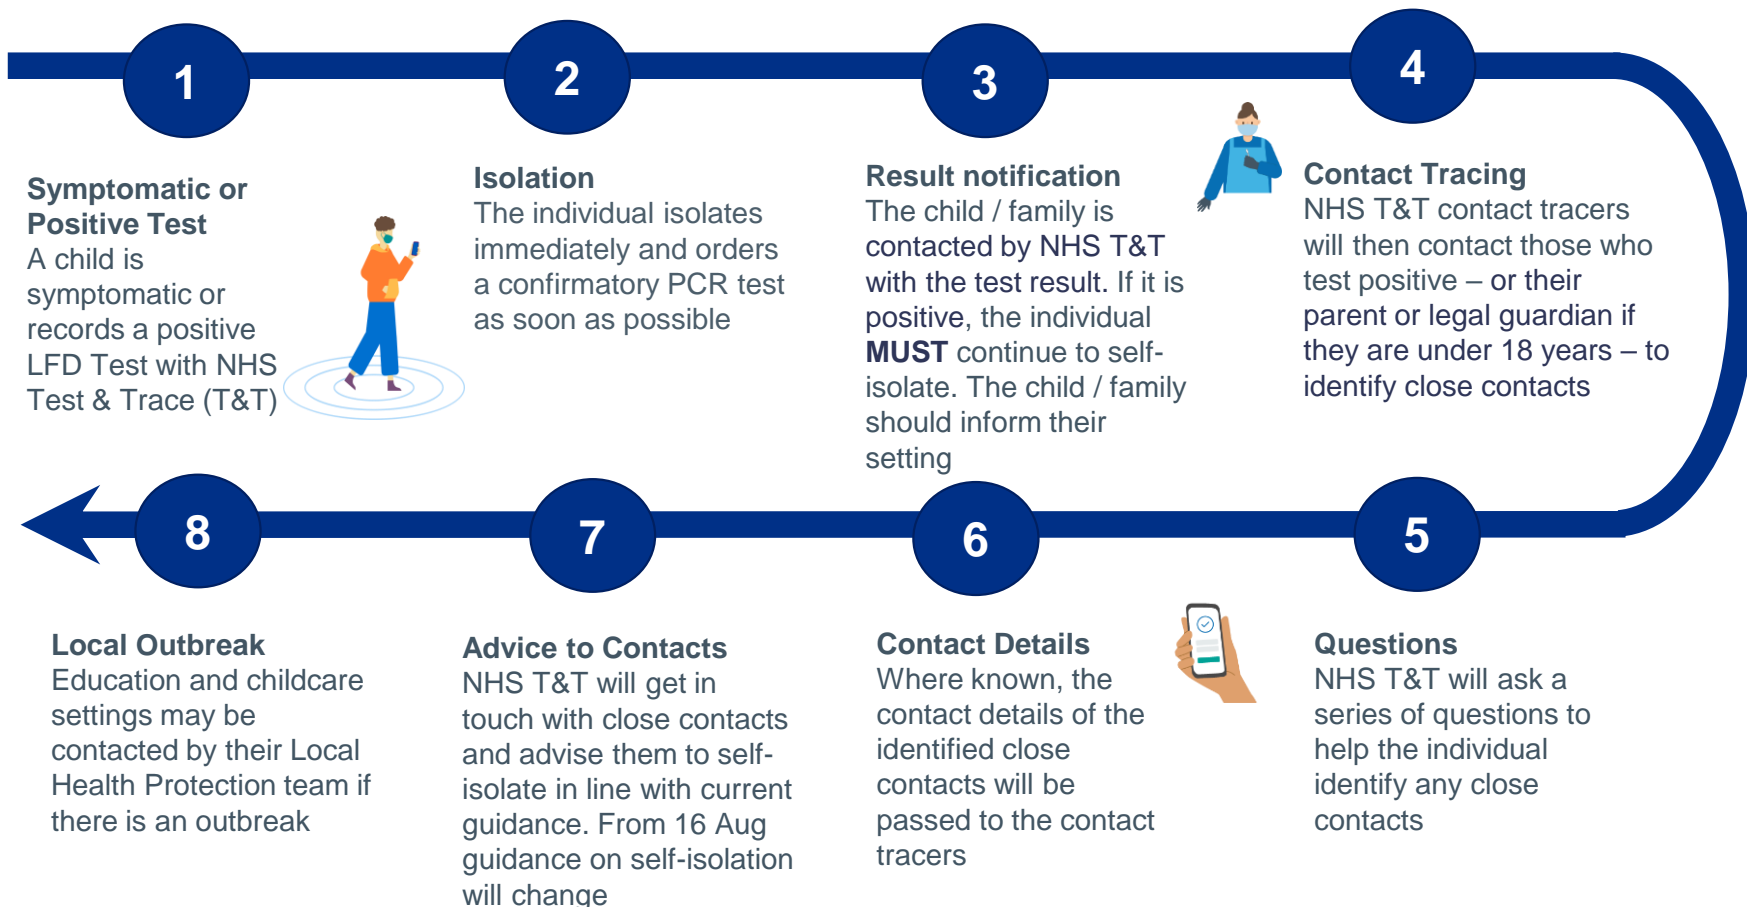 1
Symptomatic or
Positive Test
A child is
symptomatic or
records a positive
LFD Test with NHS
Test & Trace (T&T)
2
Isolation
The individual isolates
immediately and orders
a confirmatory PCR test
as soon as possible
3
Result notification
The child / family is
contacted by NHS T&T
with the test result. If it is
positive, the individual
MUST continue to self-
isolate. The child / family
should inform their
setting
4
Contact Tracing
NHS T&T contact tracers
will then contact those who
test positive – or their
parent or legal guardian if
they are under 18 years – to
identify close contacts
5
Questions
NHS T&T will ask a
series of questions to
help the individual
identify any close
contacts
6
Contact Details
Where known, the
contact details of the
identified close
contacts will be
passed to the contact
tracers
7
Advice to Contacts
NHS T&T will get in
touch with close contacts
and advise them to self-
isolate in line with current
guidance. From 16 Aug
guidance on self-isolation
will change
8
Local Outbreak
Education and childcare
settings may be
contacted by their Local
Health Protection team if
there is an outbreak